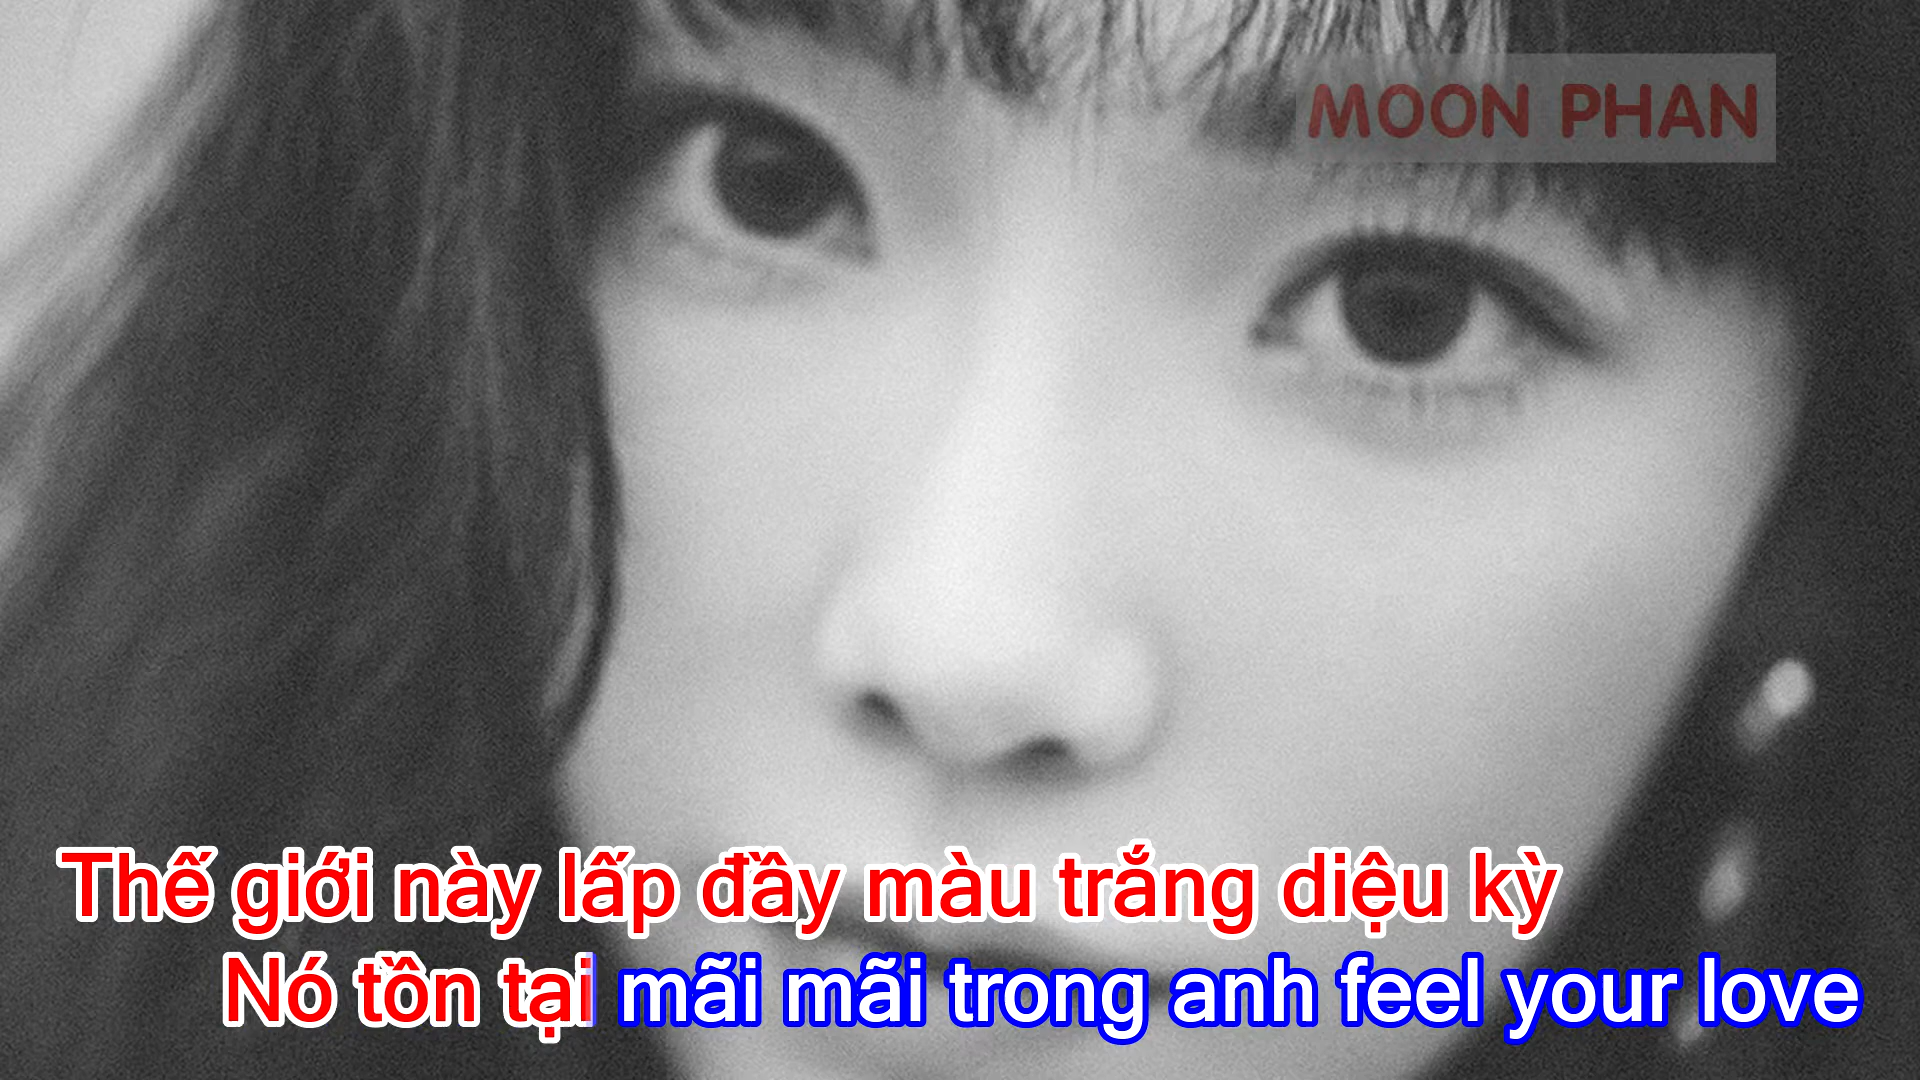 MOON PHAN
Thế giới này lấp đầy màu trắng diệu kỳ
Nó tồn tại mãi mãi trong anh feel your love